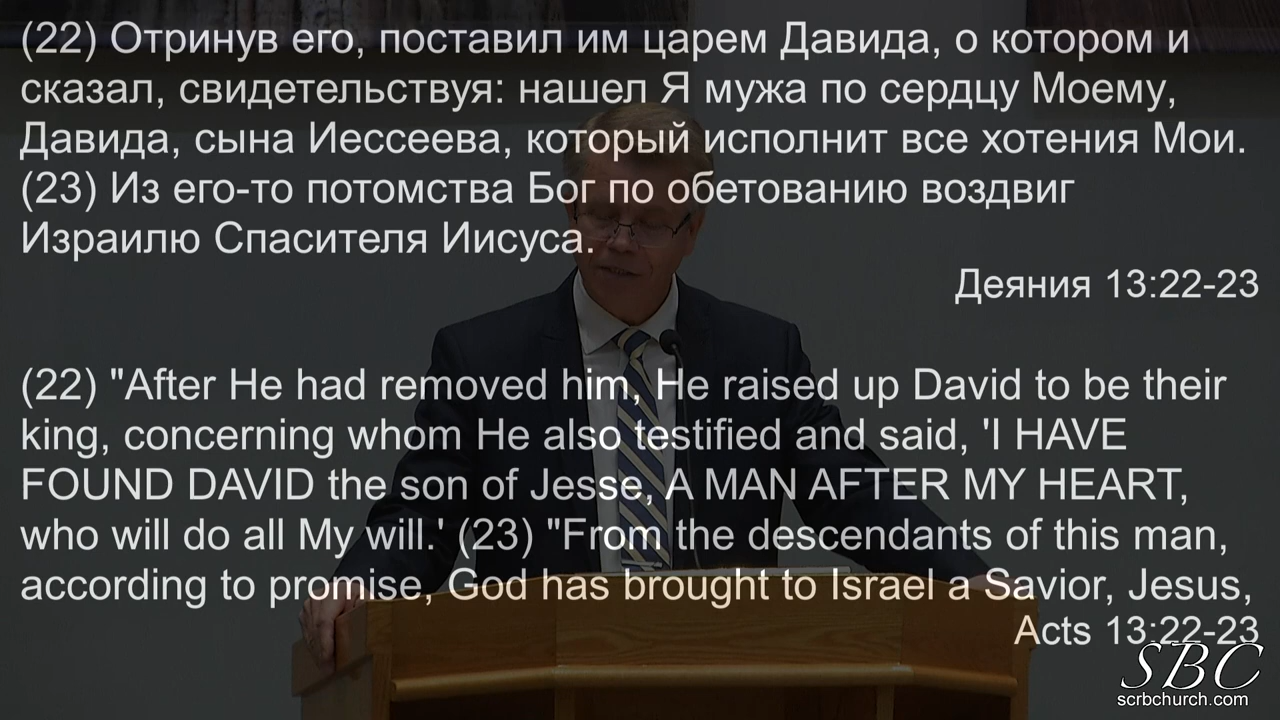 (22) Отринув его, поставил им царем Давида, о котором и
сказал, свидетельствуя: нашел Я мужа по сердцу Моему,
Давида, сына Иессеева, который исполнит все хотения Мои.
(23) Из его-то потомства Бог по обетованию воздвиг
Израилю Спасителя Иисуса.
Деяния 13:22-23
(22) "After He had removed him, He raised up David to be their
king, concerning whom He also testified and said, 'I HAVE
FOUND DAVID the son of Jesse, A MAN AFTER MY HEART,
who will do all My will.' (23) "From the descendants of this man,
according to promise, God has brought to Israel a Savior, Jesus,
Acts 13:22-23
SBC
scrbchurch.com